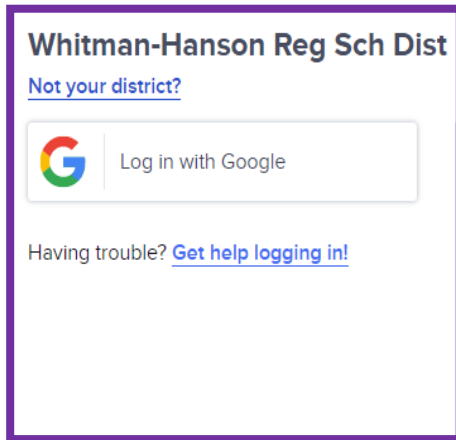 Whitman-Hanson Reg Sch Dist
Not your district?
Log in with Google
Having trouble? Get help logging in!